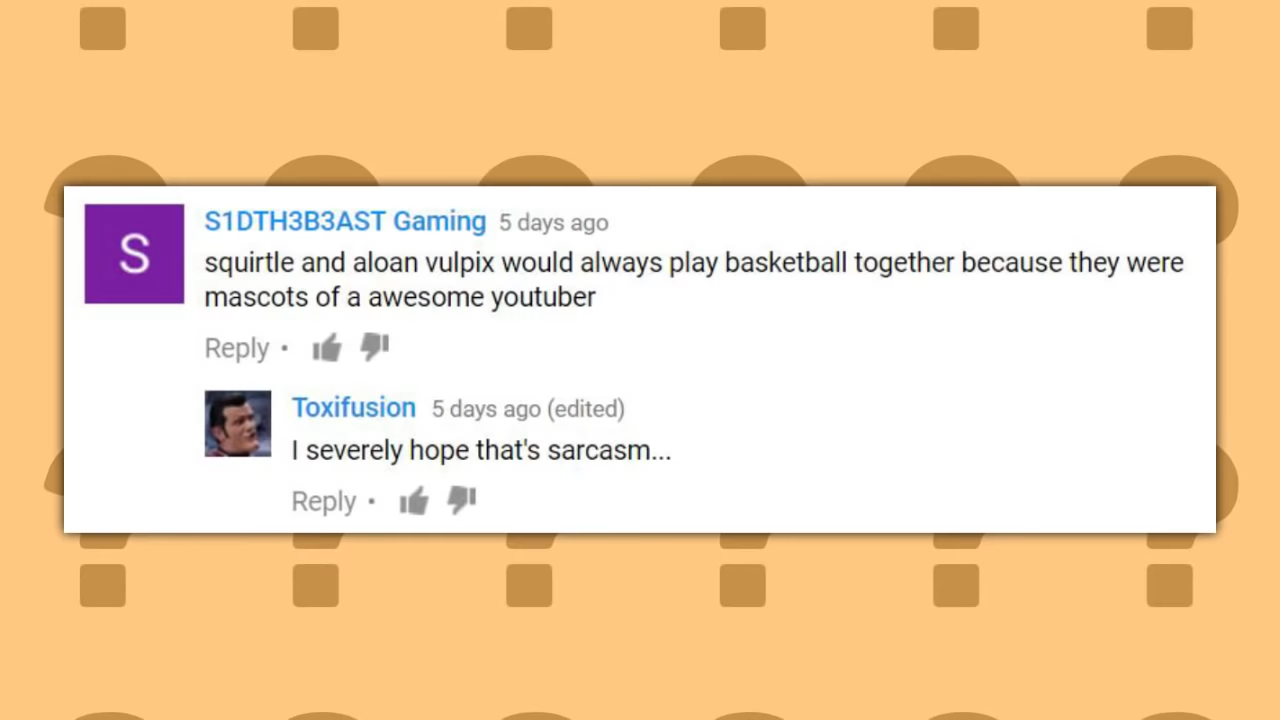 S
S1DTH3B3AST Gaming 5 days ago
squirtle and aloan vulpix would always play basketball together because they were
mascots of a awesome youtuber
Reply •
Toxifusion 5 days ago (edited)
I severely hope that's sarcasm...
Reply •